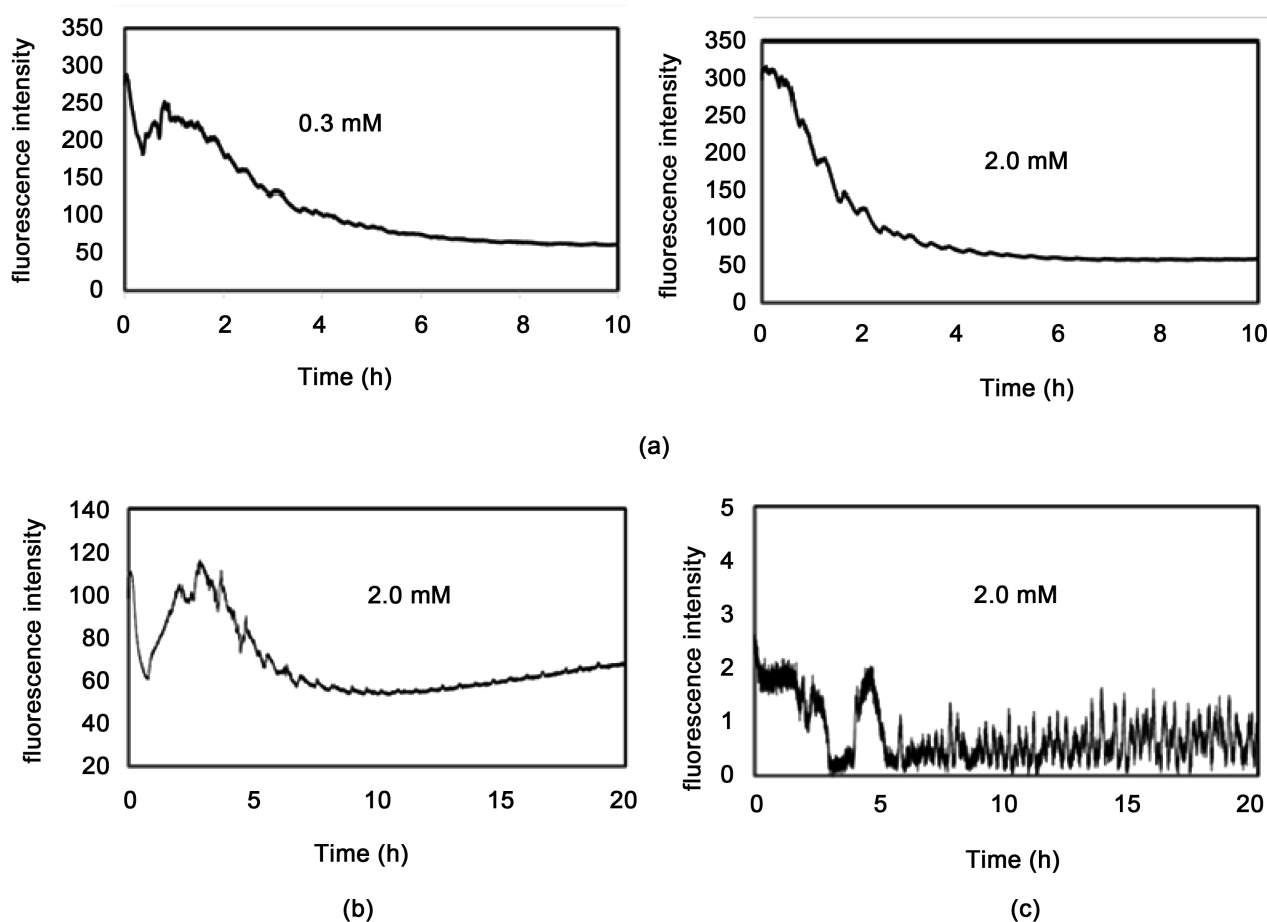 350
300
250
200
150
100
50
0
fluorescence intensity
0.3 mM
0 2 4 6 8 10
Time (h)
350
300
250
200
150
100
50
0
fluorescence intensity
2.0 mM
0 2 4 6 8 10
Time (h)
(a)
140
120
100
80
60
40
20
fluorescence intensity
2.0 mM
0 5 10 15 20
Time (h)
(b)
5
4
3
2
1
0
fluorescence intensity
2.0 mM
0 5 10 15 20
Time (h)
(c)